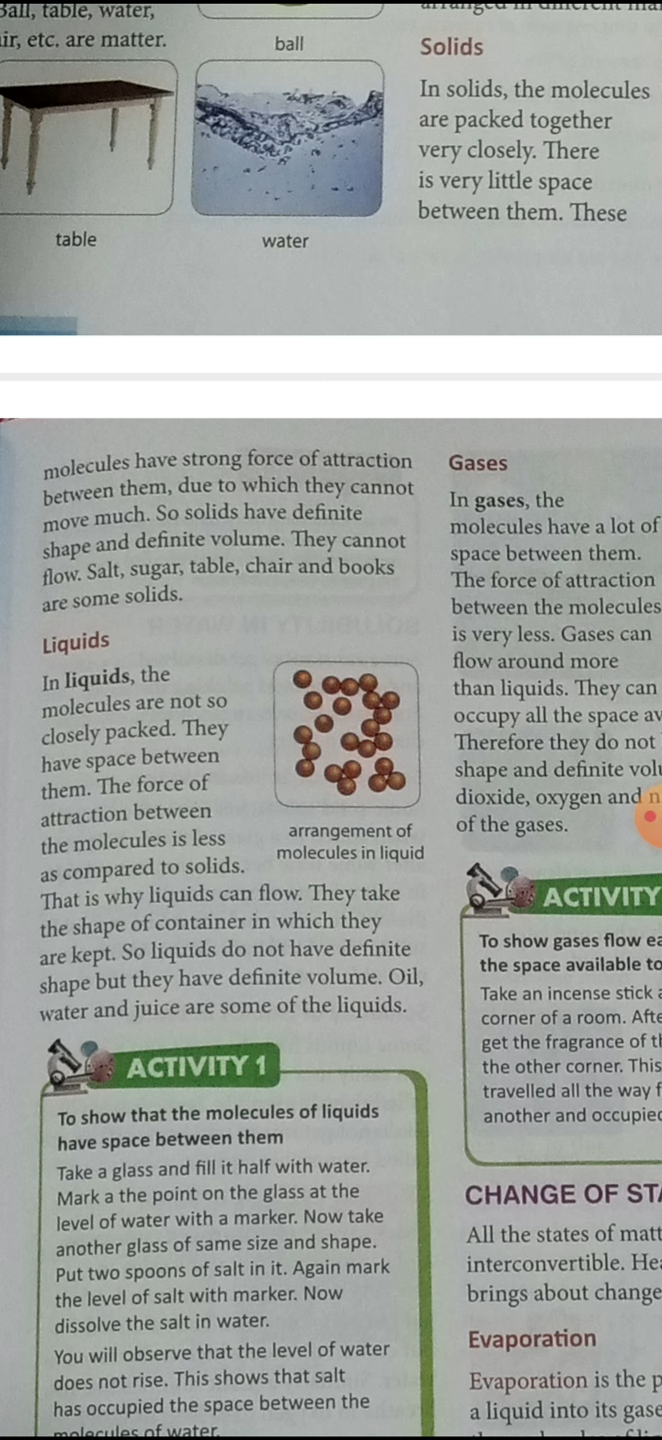 Ball, table, water,
air, etc. are matter.
ball
table
water
Solids
In solids, the molecules
are packed together
very closely. There
is very little space
between them. These
molecules have strong force of attraction
between them, due to which they cannot
move much. So solids have definite
shape and definite volume. They cannot
flow. Salt, sugar, table, chair and books
are some solids.
Liquids
In liquids, the
molecules are not so
closely packed. They
have space between
them. The force of
attraction between
the molecules is less
as compared to solids.
That is why liquids can flow. They take
the shape of container in which they
are kept. So liquids do not have definite
shape but they have definite volume. Oil,
water and juice are some of the liquids.
arrangement of
molecules in liquid
ACTIVITY 1
To show that the molecules of liquids
have space between them
Take a glass and fill it half with water.
Mark a the point on the glass at the
level of water with a marker. Now take
another glass of same size and shape.
Put two spoons of salt in it. Again mark
the level of salt with marker. Now
dissolve the salt in water.
You will observe that the level of water
does not rise. This shows that salt
has occupied the space between the
molecules of water.
Gases
In gases, the
molecules have a lot of
space between them.
The force of attraction
between the molecules
is very less. Gases can
flow around more
than liquids. They can
occupy all the space
Therefore they do not
shape and definite
dioxide, oxygen and
of the gases.
ACTIVITY
To show gases flow
the space available to
Take an incense stick
corner of a room.
get the fragrance of
the other corner. This
travelled all the way
another and
CHANGE OF
All the states of
interconvertible.
brings about change
Evaporation
Evaporation is the
a liquid into its